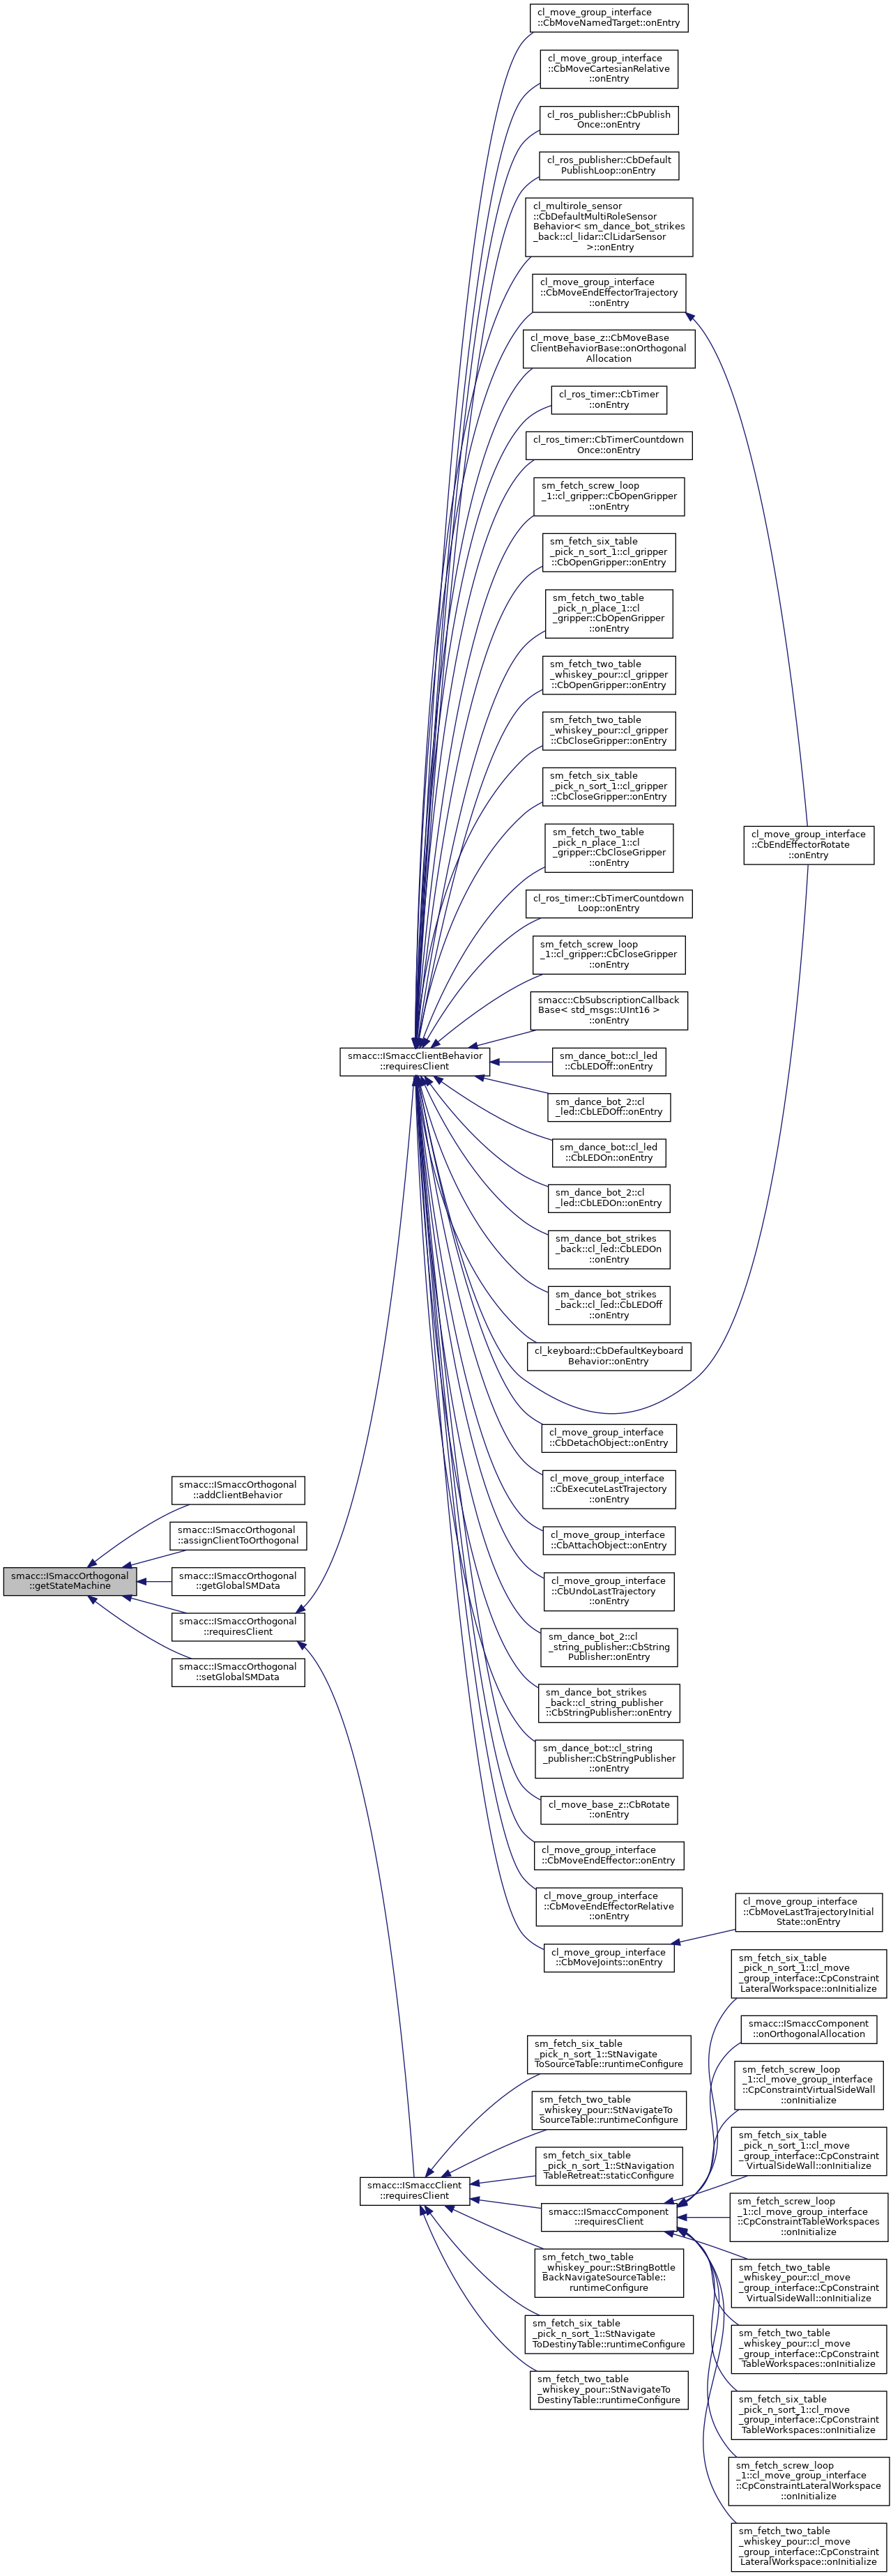 cl_move_group_interface
::CbMoveNamedTarget::onEntry
cl_move_group_interface
::CbMoveCartesianRelative
::onEntry
cl_ros_publisher::CbPublish
Once::onEntry
cl_ros_publisher::CbDefault
PublishLoop::onEntry
cl_multirole_sensor
::CbDefaultMultiRoleSensor
Behavior< sm_dance_bot_strikes
_back::cl_lidar::ClLidarSensor
>::onEntry
cl_move_group_interface
::CbMoveEndEffectorTrajectory
::onEntry
cl_move_base_z::CbMoveBase
ClientBehaviorBase::onOrthogonal
Allocation
cl_ros_timer::CbTimer
::onEntry
cl_ros_timer::CbTimerCountdown
Once::onEntry
sm_fetch_screw_loop
_1::cl_gripper::CbOpenGripper
::onEntry
sm_fetch_six_table
_pick_n_sort_1::cl_gripper
::CbOpenGripper::onEntry
sm_fetch_two_table
_pick_n_place_1::cl
_gripper::CbOpenGripper
::onEntry
sm_fetch_two_table
_whiskey_pour::cl_gripper
::CbOpenGripper::onEntry
sm_fetch_two_table
_whiskey_pour::cl_gripper
::CbCloseGripper::onEntry
sm_fetch_six_table
_pick_n_sort_1::cl_gripper
::CbCloseGripper::onEntry
sm_fetch_two_table
_pick_n_place_1::cl
_gripper::CbCloseGripper
::onEntry
cl_move_group_interface
::CbEndEffectorRotate
::onEntry
cl_ros_timer::CbTimerCountdown
Loop::onEntry
sm_fetch_screw_loop
_1::cl_gripper::CbCloseGripper
::onEntry
smacc::CbSubscriptionCallback
Base< std_msgs::UInt16 >
::onEntry
smacc::ISmaccClientBehavior
::requiresClient
sm_dance_bot::cl_led
::CbLEDOff::onEntry
sm_dance_bot_2::cl
_led::CbLEDOff::onEntry
sm_dance_bot::cl_led
::CbLEDOn::onEntry
sm_dance_bot_2::cl
_led::CbLEDOn::onEntry
sm_dance_bot_strikes
_back::cl_led::CbLEDOn
::onEntry
sm_dance_bot_strikes
_back::cl_led::CbLEDOff
::onEntry
cl_keyboard::CbDefaultKeyboard
Behavior::onEntry
cl_move_group_interface
::CbDetachObject::onEntry
cl_move_group_interface
::CbExecuteLastTrajectory
::onEntry
cl_move_group_interface
::CbAttachObject::onEntry
cl_move_group_interface
::CbUndoLastTrajectory
::onEntry
smacc::ISmaccOrthogonal
::addClientBehavior
smacc::ISmaccOrthogonal
::assignClientToOrthogonal
smacc::ISmaccOrthogonal
::getStateMachine
smacc::ISmaccOrthogonal
::getGlobalSMData
smacc::ISmaccOrthogonal
::requiresClient
smacc::ISmaccOrthogonal
::setGlobalSMData
sm_dance_bot_2::cl
_string_publisher::CbString
Publisher::onEntry
sm_dance_bot_strikes
_back::cl_string_publisher
::CbStringPublisher::onEntry
sm_dance_bot::cl_string
_publisher::CbStringPublisher
::onEntry
cl_move_base_z::CbRotate
::onEntry
cl_move_group_interface
::CbMoveEndEffector::onEntry
cl_move_group_interface
::CbMoveEndEffectorRelative
::onEntry
cl_move_group_interface
::CbMoveJoints::onEntry
cl_move_group_interface
::CbMoveLastTrajectoryInitial
State::onEntry
sm_fetch_six_table
_pick_n_sort_1::cl_move
_group_interface::CpConstraint
LateralWorkspace::onInitialize
smacc::ISmaccComponent
::onOrthogonalAllocation
sm_fetch_screw_loop
_1::cl_move_group_interface
::CpConstraintVirtualSideWall
::onInitialize
sm_fetch_six_table
_pick_n_sort_1::cl_move
_group_interface::CpConstraint
VirtualSideWall::onInitialize
sm_fetch_screw_loop
_1::cl_move_group_interface
::CpConstraintTableWorkspaces
::onInitialize
sm_fetch_two_table
_whiskey_pour::cl_move
_group_interface::CpConstraint
VirtualSideWall::onInitialize
sm_fetch_two_table
_whiskey_pour::cl_move
_group_interface::CpConstraint
TableWorkspaces::onInitialize
sm_fetch_six_table
_pick_n_sort_1::cl_move
_group_interface::CpConstraint
TableWorkspaces::onInitialize
sm_fetch_screw_loop
_1::cl_move_group_interface
::CpConstraintLateralWorkspace
::onInitialize
sm_fetch_two_table
_whiskey_pour::cl_move
_group_interface::CpConstraint
LateralWorkspace::onInitialize
sm_fetch_six_table
_pick_n_sort_1::StNavigate
ToSourceTable::runtimeConfigure
sm_fetch_two_table
_whiskey_pour::StNavigateTo
SourceTable::runtimeConfigure
sm_fetch_six_table
_pick_n_sort_1::StNavigation
TableRetreat::staticConfigure
smacc::ISmaccClient
::requiresClient
smacc::ISmaccComponent
::requiresClient
sm_fetch_two_table
_whiskey_pour::StBringBottle
BackNavigateSourceTable::
runtimeConfigure
sm_fetch_six_table
_pick_n_sort_1::StNavigate
ToDestinyTable::runtimeConfigure
sm_fetch_two_table
_whiskey_pour::StNavigateTo
DestinyTable::runtimeConfigure